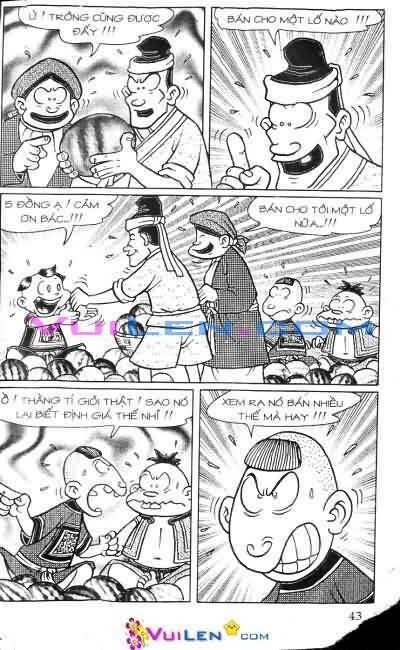 Ừ ! TRÔNG CŨNG ĐƯỢC
ĐẤY !!!
BÁN CHO MỘT LỐ NÀO !!!
5 ĐỒNG Ạ ! CẢM
ƠN BÁC...!!!
BÁN CHO TÔI MỘT LỐ
NỮA...!!!
VUILEN.COM
Ồ ! THẰNG TÍ GIỎI THẬT ! SAO NÓ
LẠI BIẾT ĐỊNH GIÁ THẾ NHỈ !!
XEM RA NÓ BÁN NHIỀU
THẾ MÀ HAY !!!
43
VUILEN COM